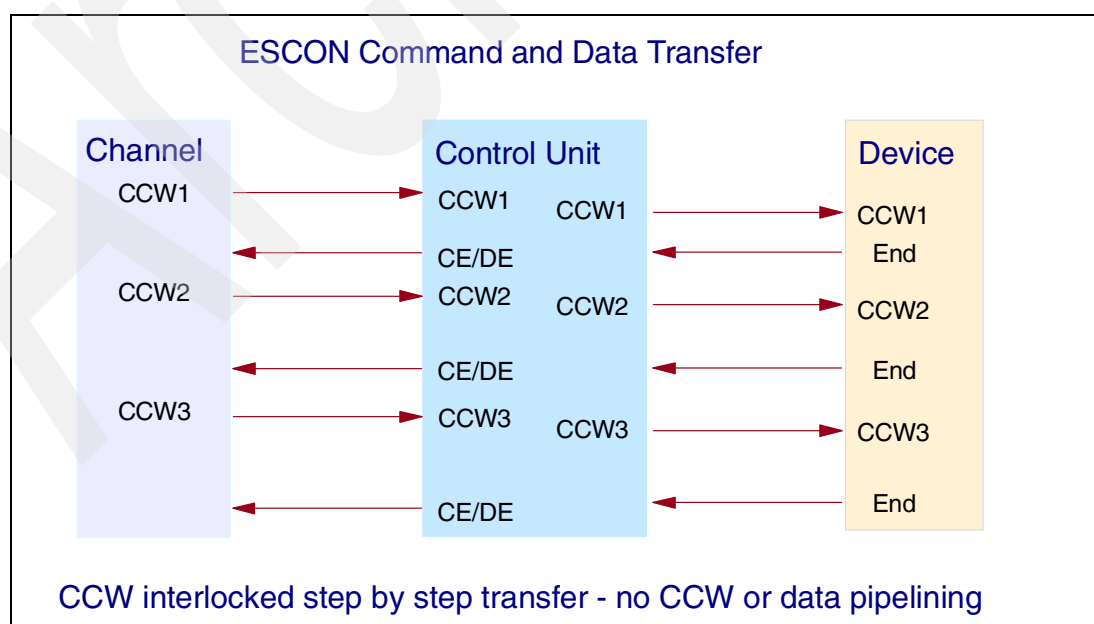 ESCON Command and Data Transfer
Channel
Control Unit
Device
CCW1
CCW1
CCW1
CCW1
CE/DE
End
CCW2
CCW2
CCW2
CCW2
CE/DE
End
CCW3
CCW3
CCW3
CCW3
CE/DE
End
CCW interlocked step by step transfer - no CCW or data pipelining